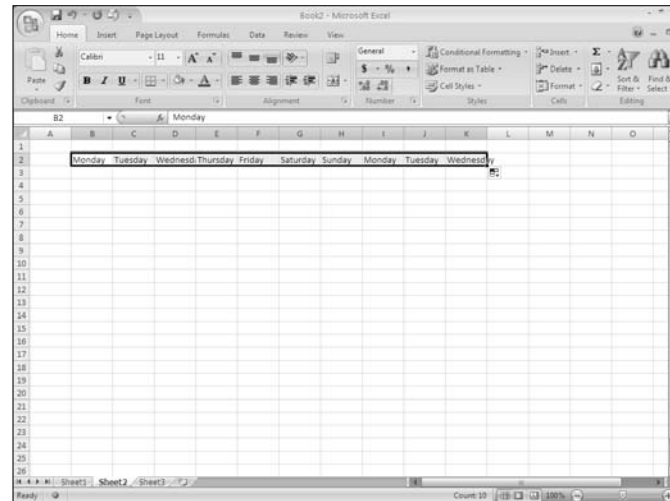 Book2 - Microsoft Excel
Home Insert Page Layout Formulas Data Review View
Calibri 11 A A General Conditional Formatting Insert Σ
Paste B I U A $ % , Format as Table Delete Sort & Find &
Cell Styles Format Filter Select
Clipboard Font Alignment Number Styles Cells Editing
B2 fx Monday
A B C D E F G H I J K L M N O
1
2 Monday Tuesday Wednesd Thursday Friday Saturday Sunday Monday Tuesday Wednesday
3
4
5
6
7
8
9
10
11
12
13
14
15
16
17
18
19
20
21
22
23
24
25
26
Sheet1 Sheet2 Sheet3
Ready Count: 10 100%